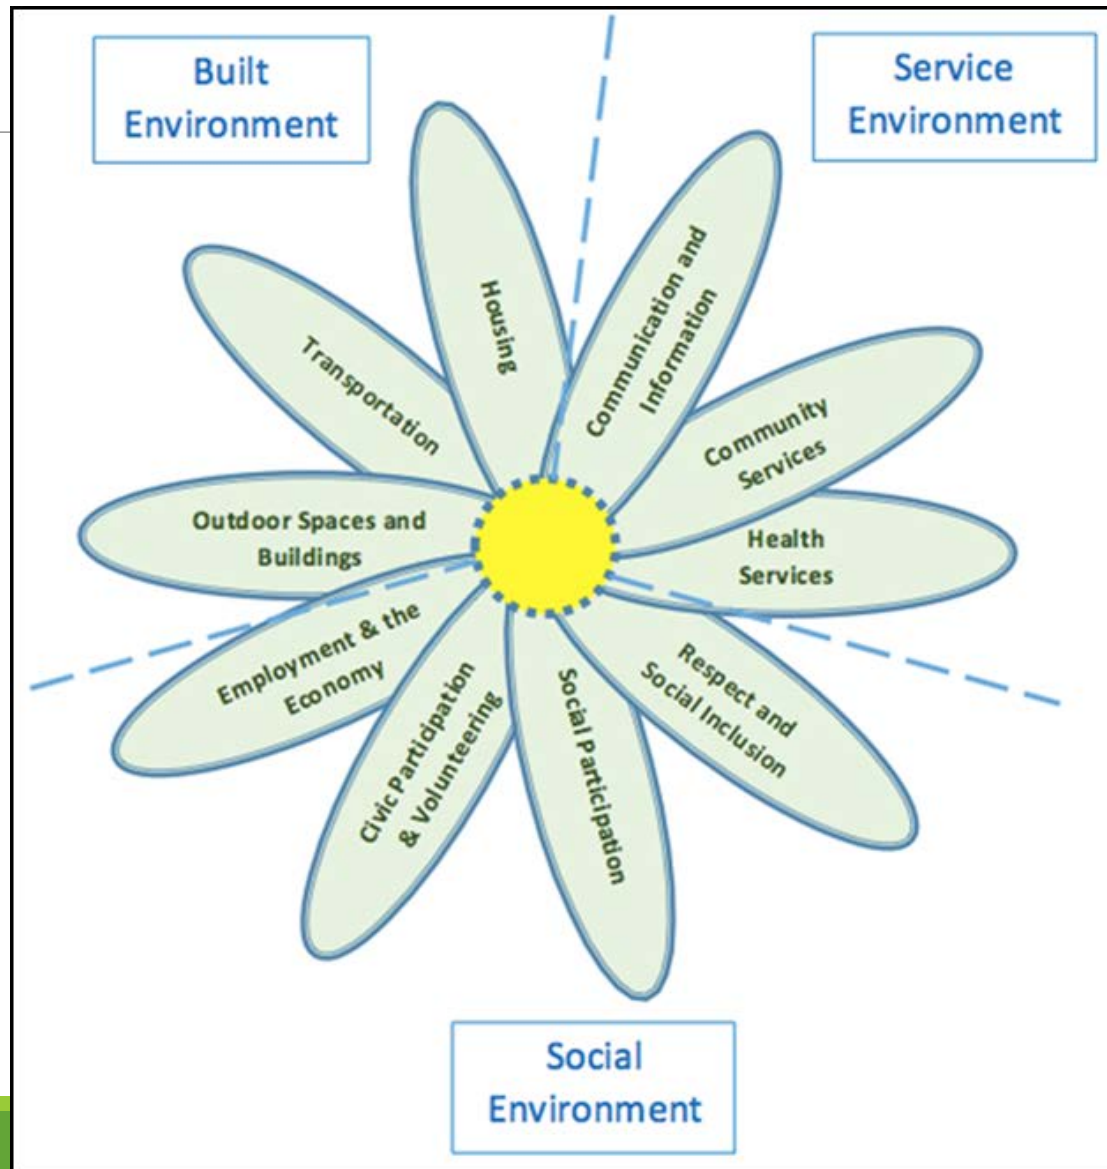 Built
Environment
Service
Environment
Housing
Communication and
Information
Transportation
Community
Services
Outdoor Spaces and
Buildings
Health
Services
Employment & the
Economy
Respect and
Social Inclusion
Civic Participation
& Volunteering
Social Participation
Social
Environment